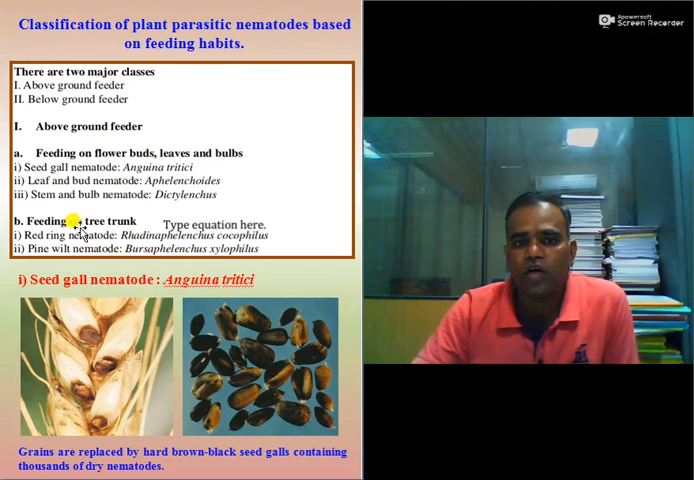 Classification of plant parasitic nematodes based
on feeding habits.
There are two major classes
I. Above ground feeder
II. Below ground feeder
I. Above ground feeder
a. Feeding on flower buds, leaves and bulbs
i) Seed gall nematode: Anguina tritici
ii) Leaf and bud nematode: Aphelenchoides
iii) Stem and bulb nematode: Dictylenchus
b. Feeding tree trunk
Type equation here.
i) Red ring nematode: Rhadinaphelenchus cocophilus
ii) Pine wilt nematode: Bursaphelenchus xylophilus
i) Seed gall nematode : Anguina tritici
Grains are replaced by hard brown-black seed galls containing
thousands of dry nematodes.
Apowersoft
Screen Recorder